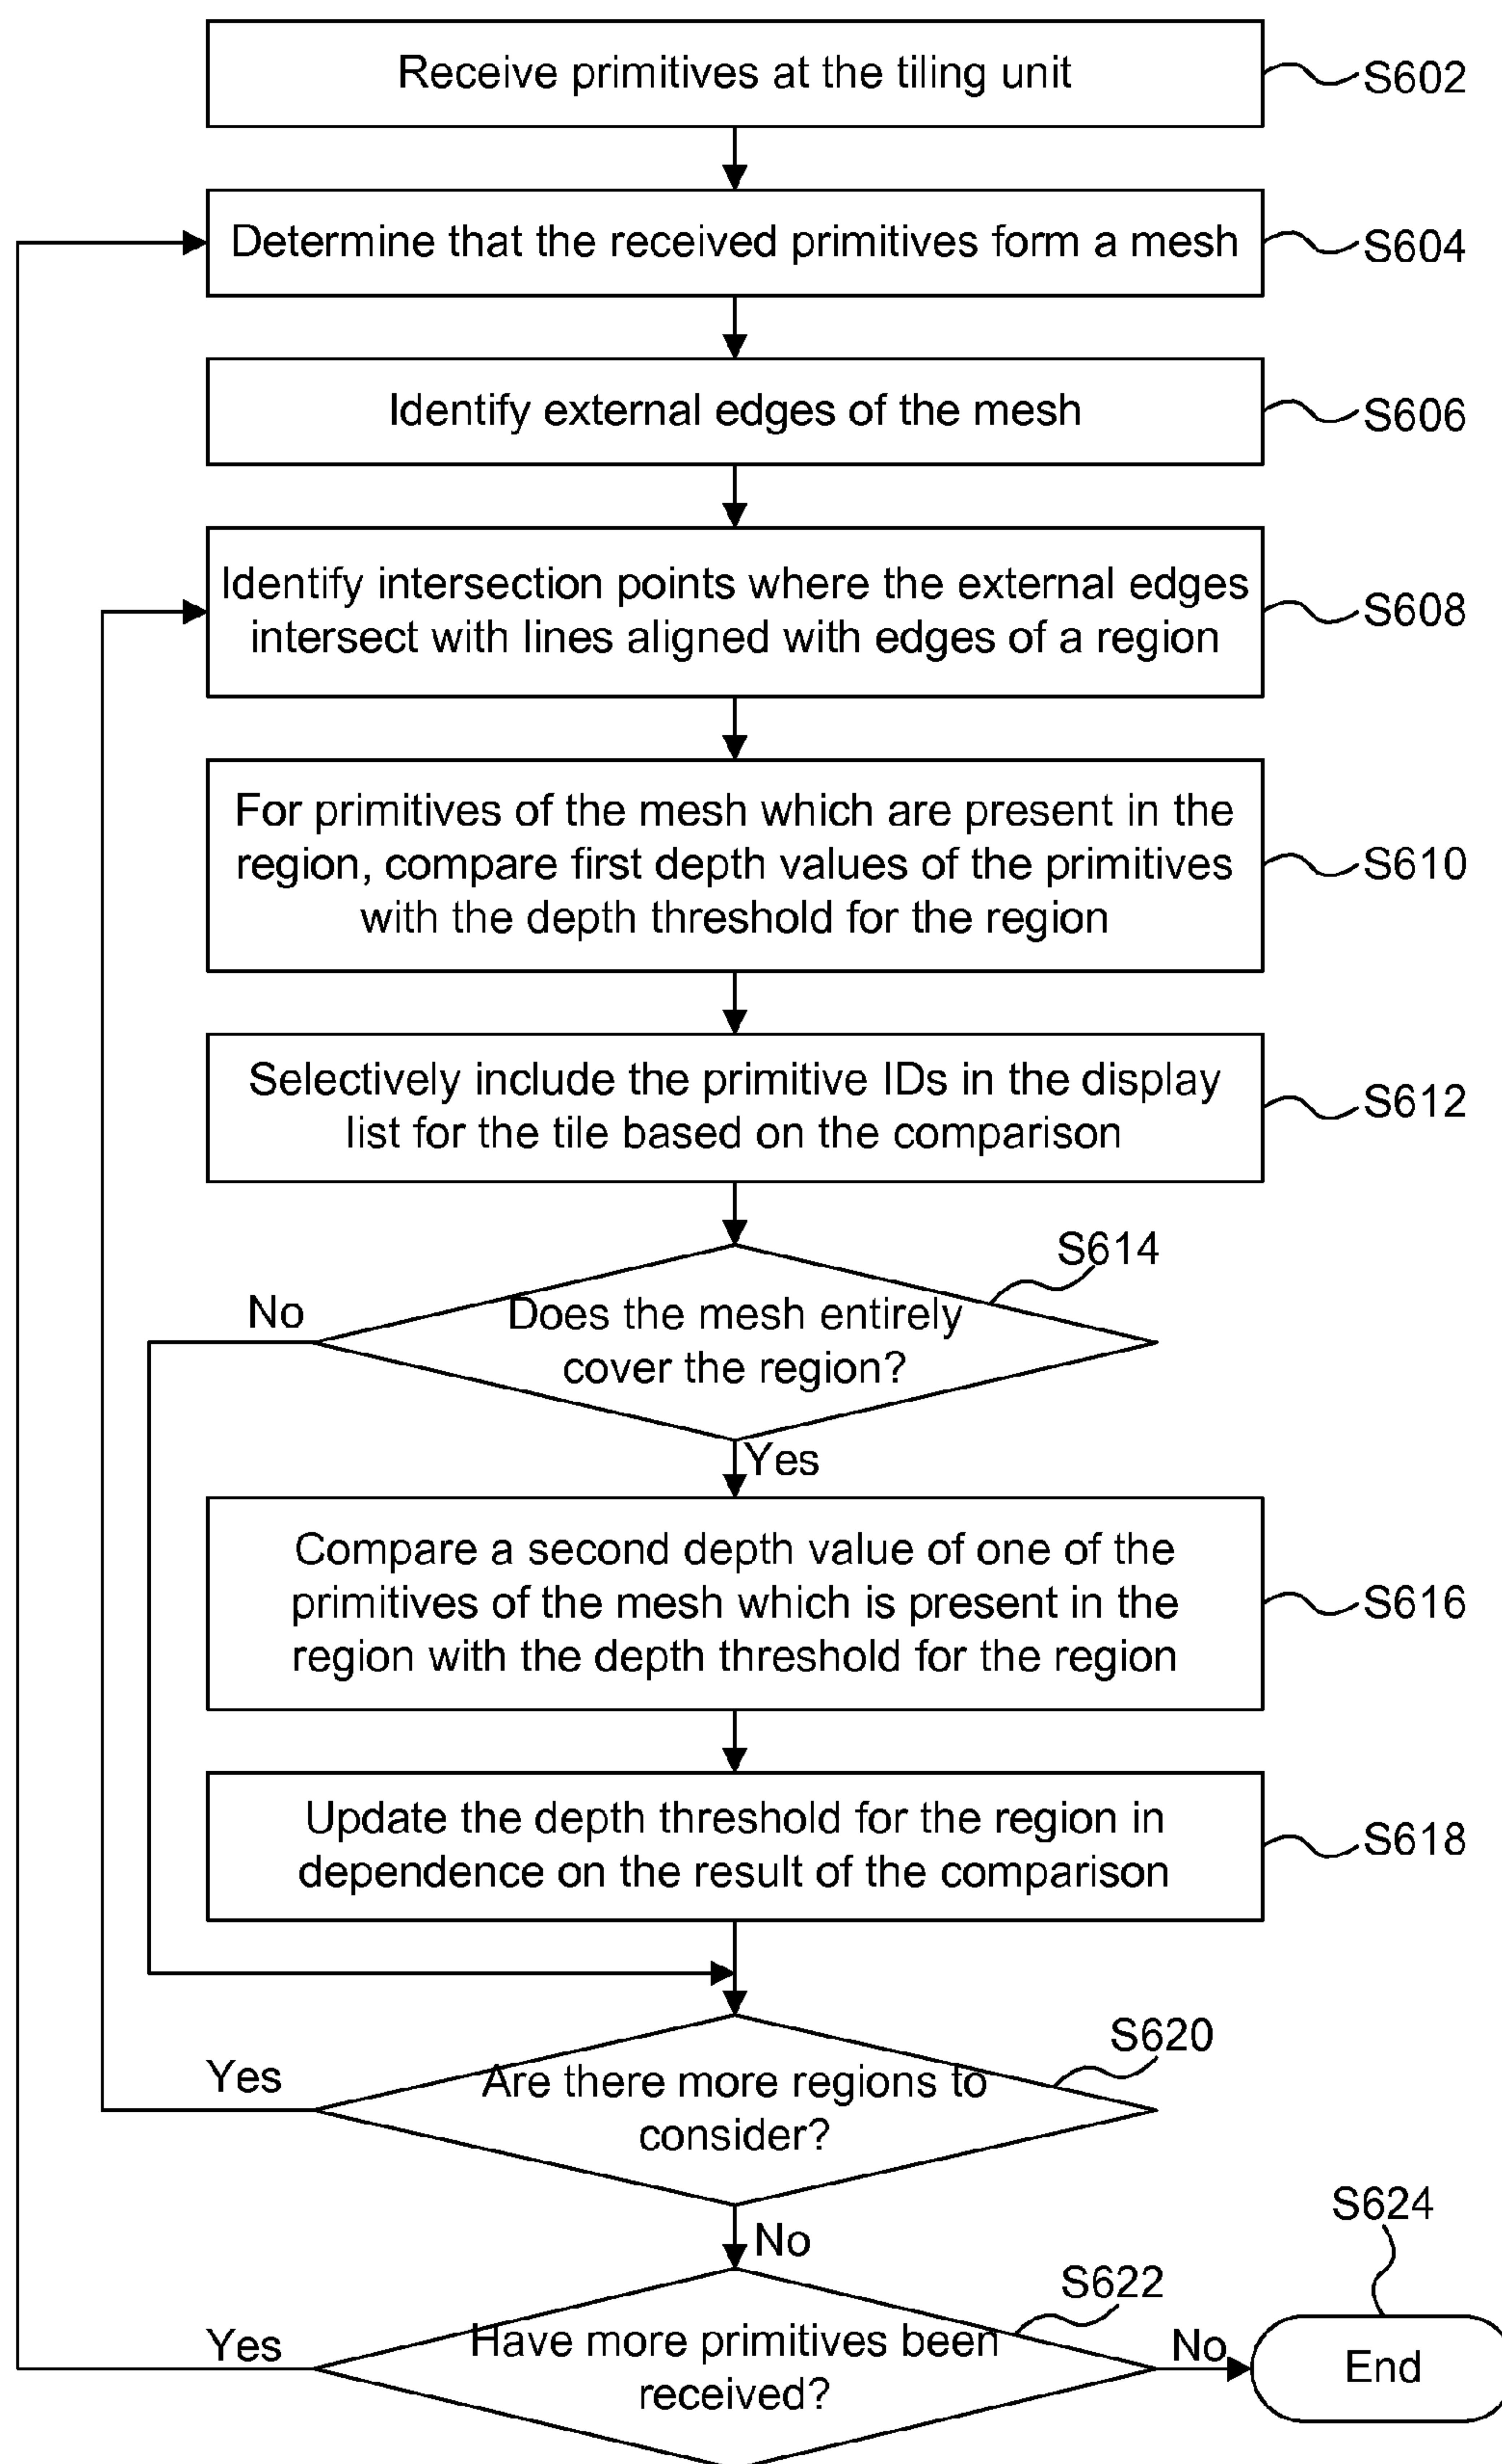 Receive primitives at the tiling unit
S602
Determine that the received primitives form a mesh
S604
Identify external edges of the mesh
S606
Identify intersection points where the external edges
intersect with lines aligned with edges of a region
S608
For primitives of the mesh which are present in the
region, compare first depth values of the primitives
with the depth threshold for the region
S610
Selectively include the primitive IDs in the display
list for the tile based on the comparison
S612
S614
No
Does the mesh entirely
cover the region?
Yes
Compare a second depth value of one of the
primitives of the mesh which is present in the
region with the depth threshold for the region
S616
Update the depth threshold for the region in
dependence on the result of the comparison
S618
S620
Yes
Are there more regions to
consider?
No
S624
S622
Yes
Have more primitives been
received?
No
End